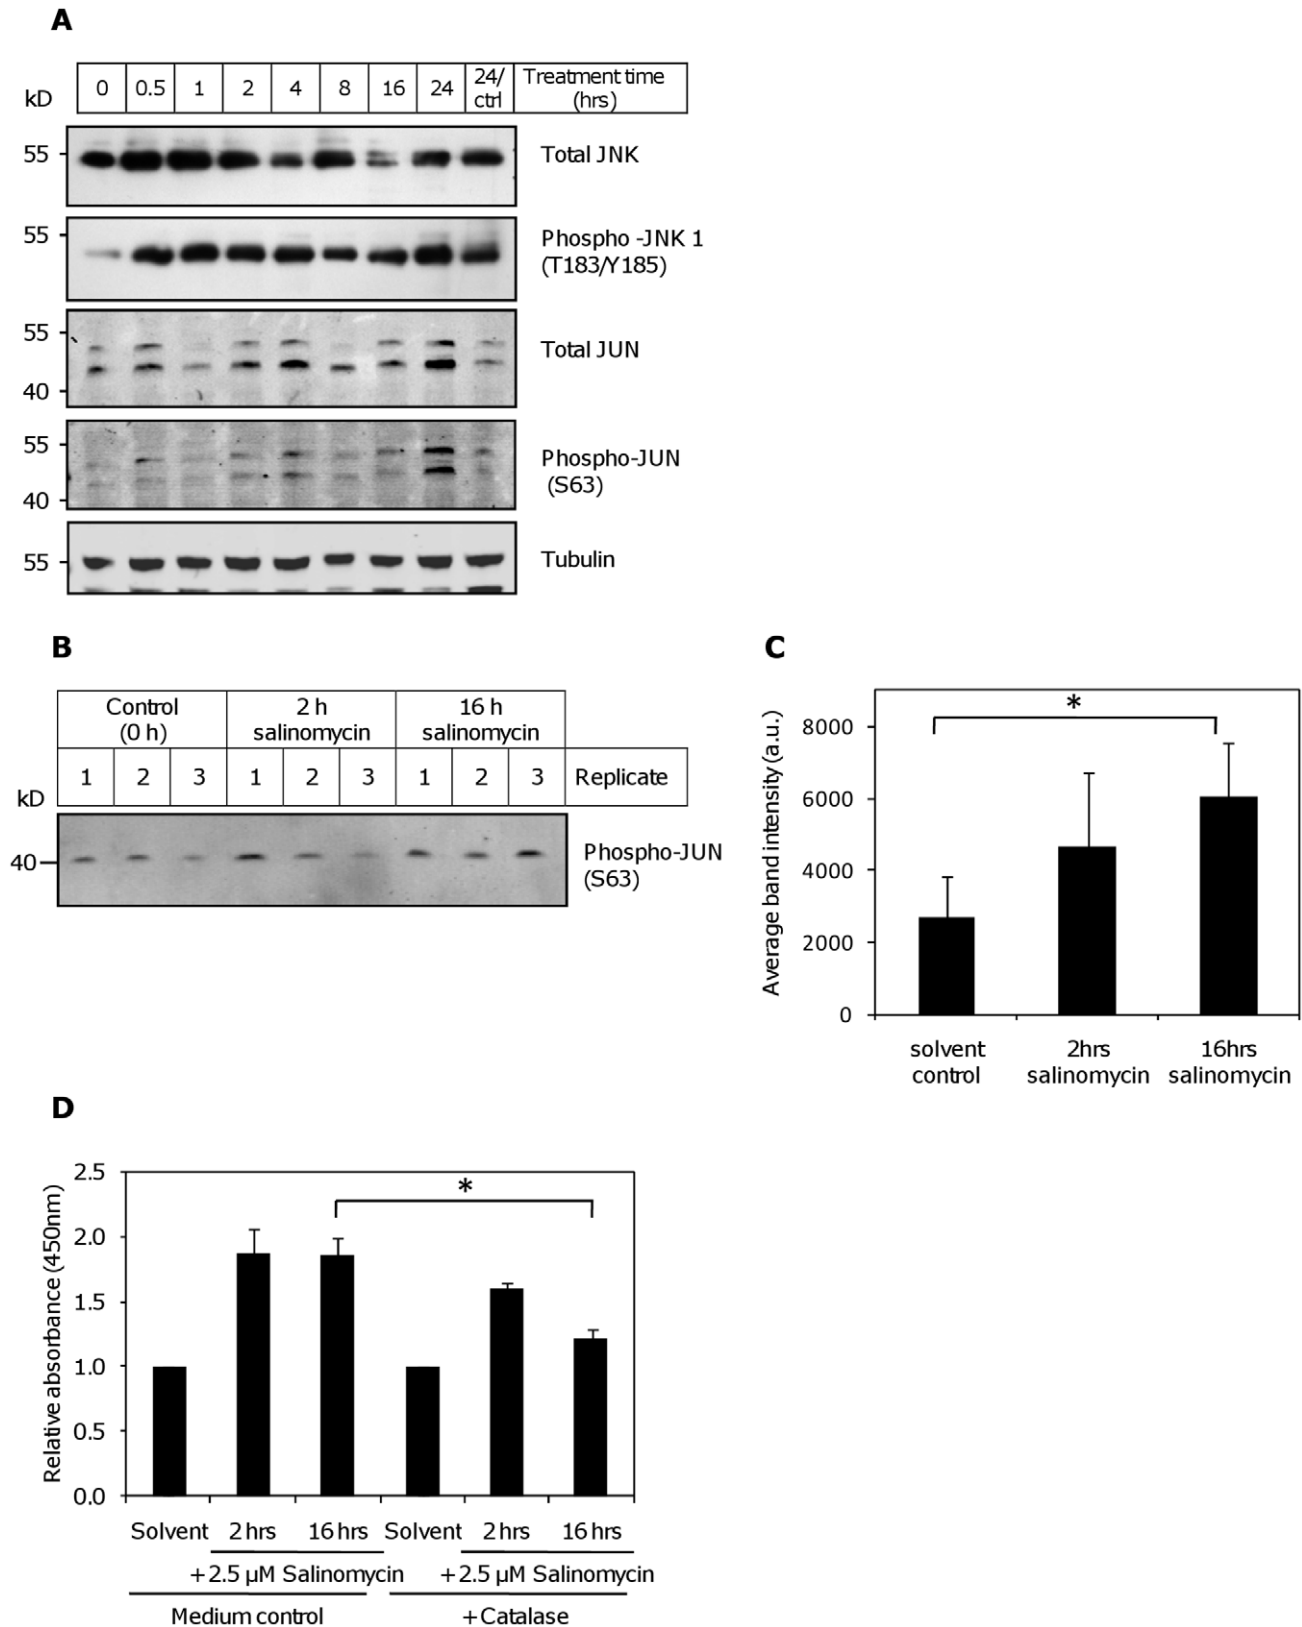 A
kD
0 0.5 1 2 4 8 16 24 24/ Treatment time
ctrl (hrs)
55 Total JNK
55 Phospho -JNK 1
(T183/Y185)
55 Total JUN
40
55 Phospho-JUN
(S63)
40
55 Tubulin
B
Control 2 h 16 h
(0 h) salinomycin salinomycin
1 2 3 1 2 3 1 2 3 Replicate
kD
40 Phospho-JUN
(S63)
C
Average band intensity (a.u.)
*
8000
6000
4000
2000
0
solvent 2hrs 16hrs
control salinomycin salinomycin
D
Relative absorbance (450nm)
2.5
*
2.0
1.5
1.0
0.5
0.0
Solvent 2 hrs 16 hrs Solvent 2 hrs 16 hrs
+2.5 µM Salinomycin +2.5 µM Salinomycin
Medium control +Catalase